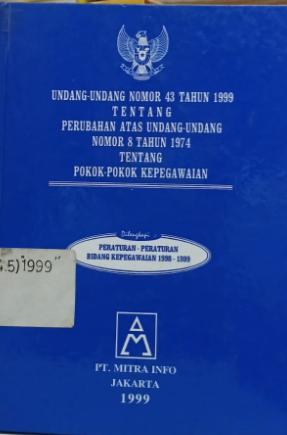 UNDANG-UNDANG NOMOR 43 TAHUN 1999
TENTANG
PERUBAHAN ATAS UNDANG-UNDANG
NOMOR 8 TAHUN 1974
TENTANG
POKOK-POKOK KEPEGAWAIAN
Dilengkapi :
PERATURAN - PERATURAN
BIDANG KEPEGAWAIAN 1998 - 1999
.5)"1999"
AM
PT. MITRA INFO
JAKARTA
1999